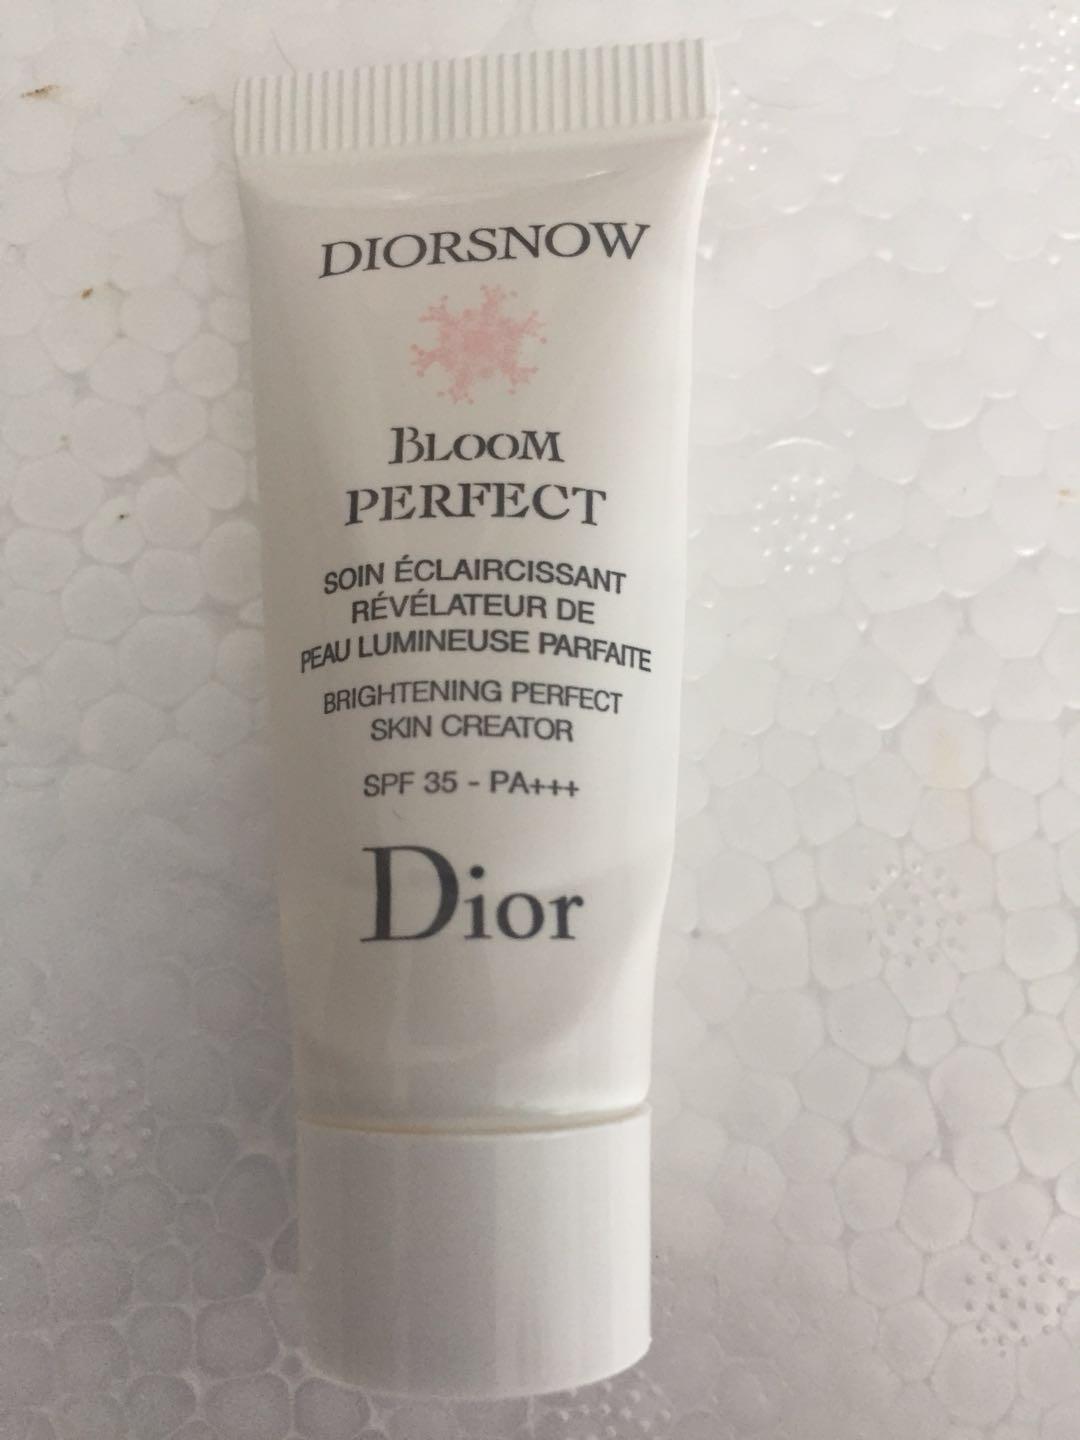 DIORSNOW
BLOOM
PERFECT
SOIN ÉCLAIRCISSANT
RÉVÉLATEUR DE
PEAU LUMINEUSE PARFAITE
BRIGHTENING PERFECT
SKIN CREATOR
SPF 35 - PA+++
Dior